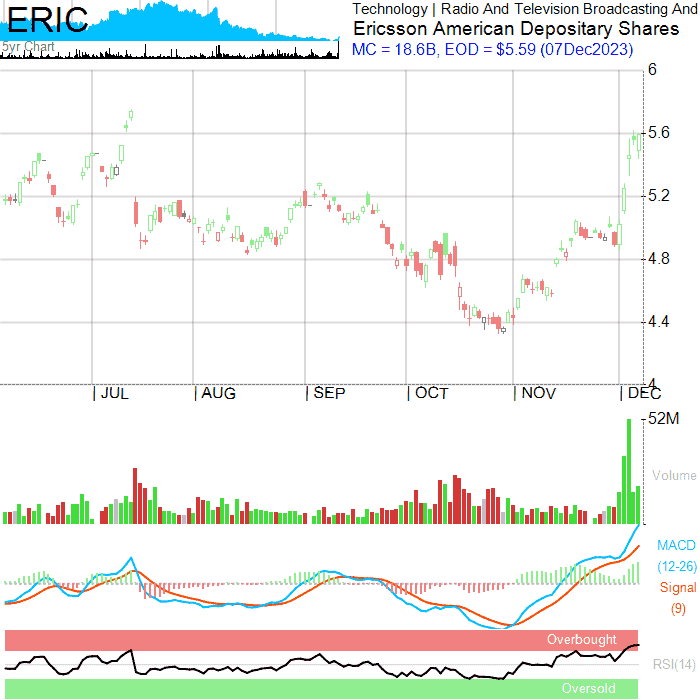 ERIC
5yr Chart
Technology | Radio And Television Broadcasting And
Ericsson American Depositary Shares
MC = 18.6B, EOD = $5.59 (07Dec2023)
6
5.6
5.2
4.8
4.4
4
| JUL | AUG | SEP | OCT | NOV | DEC
52M
Volume
MACD
(12-26)
Signal
(9)
Overbought
RSI(14)
Oversold